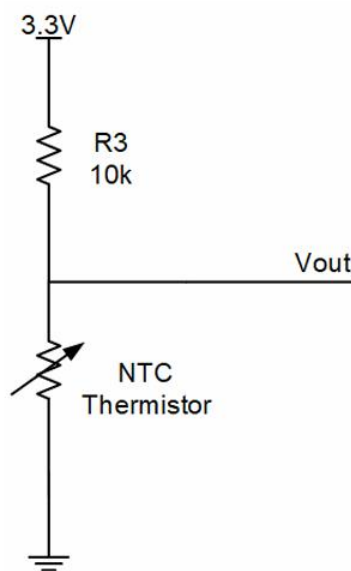 3.3V
R3
10k
Vout
NTC
Thermistor